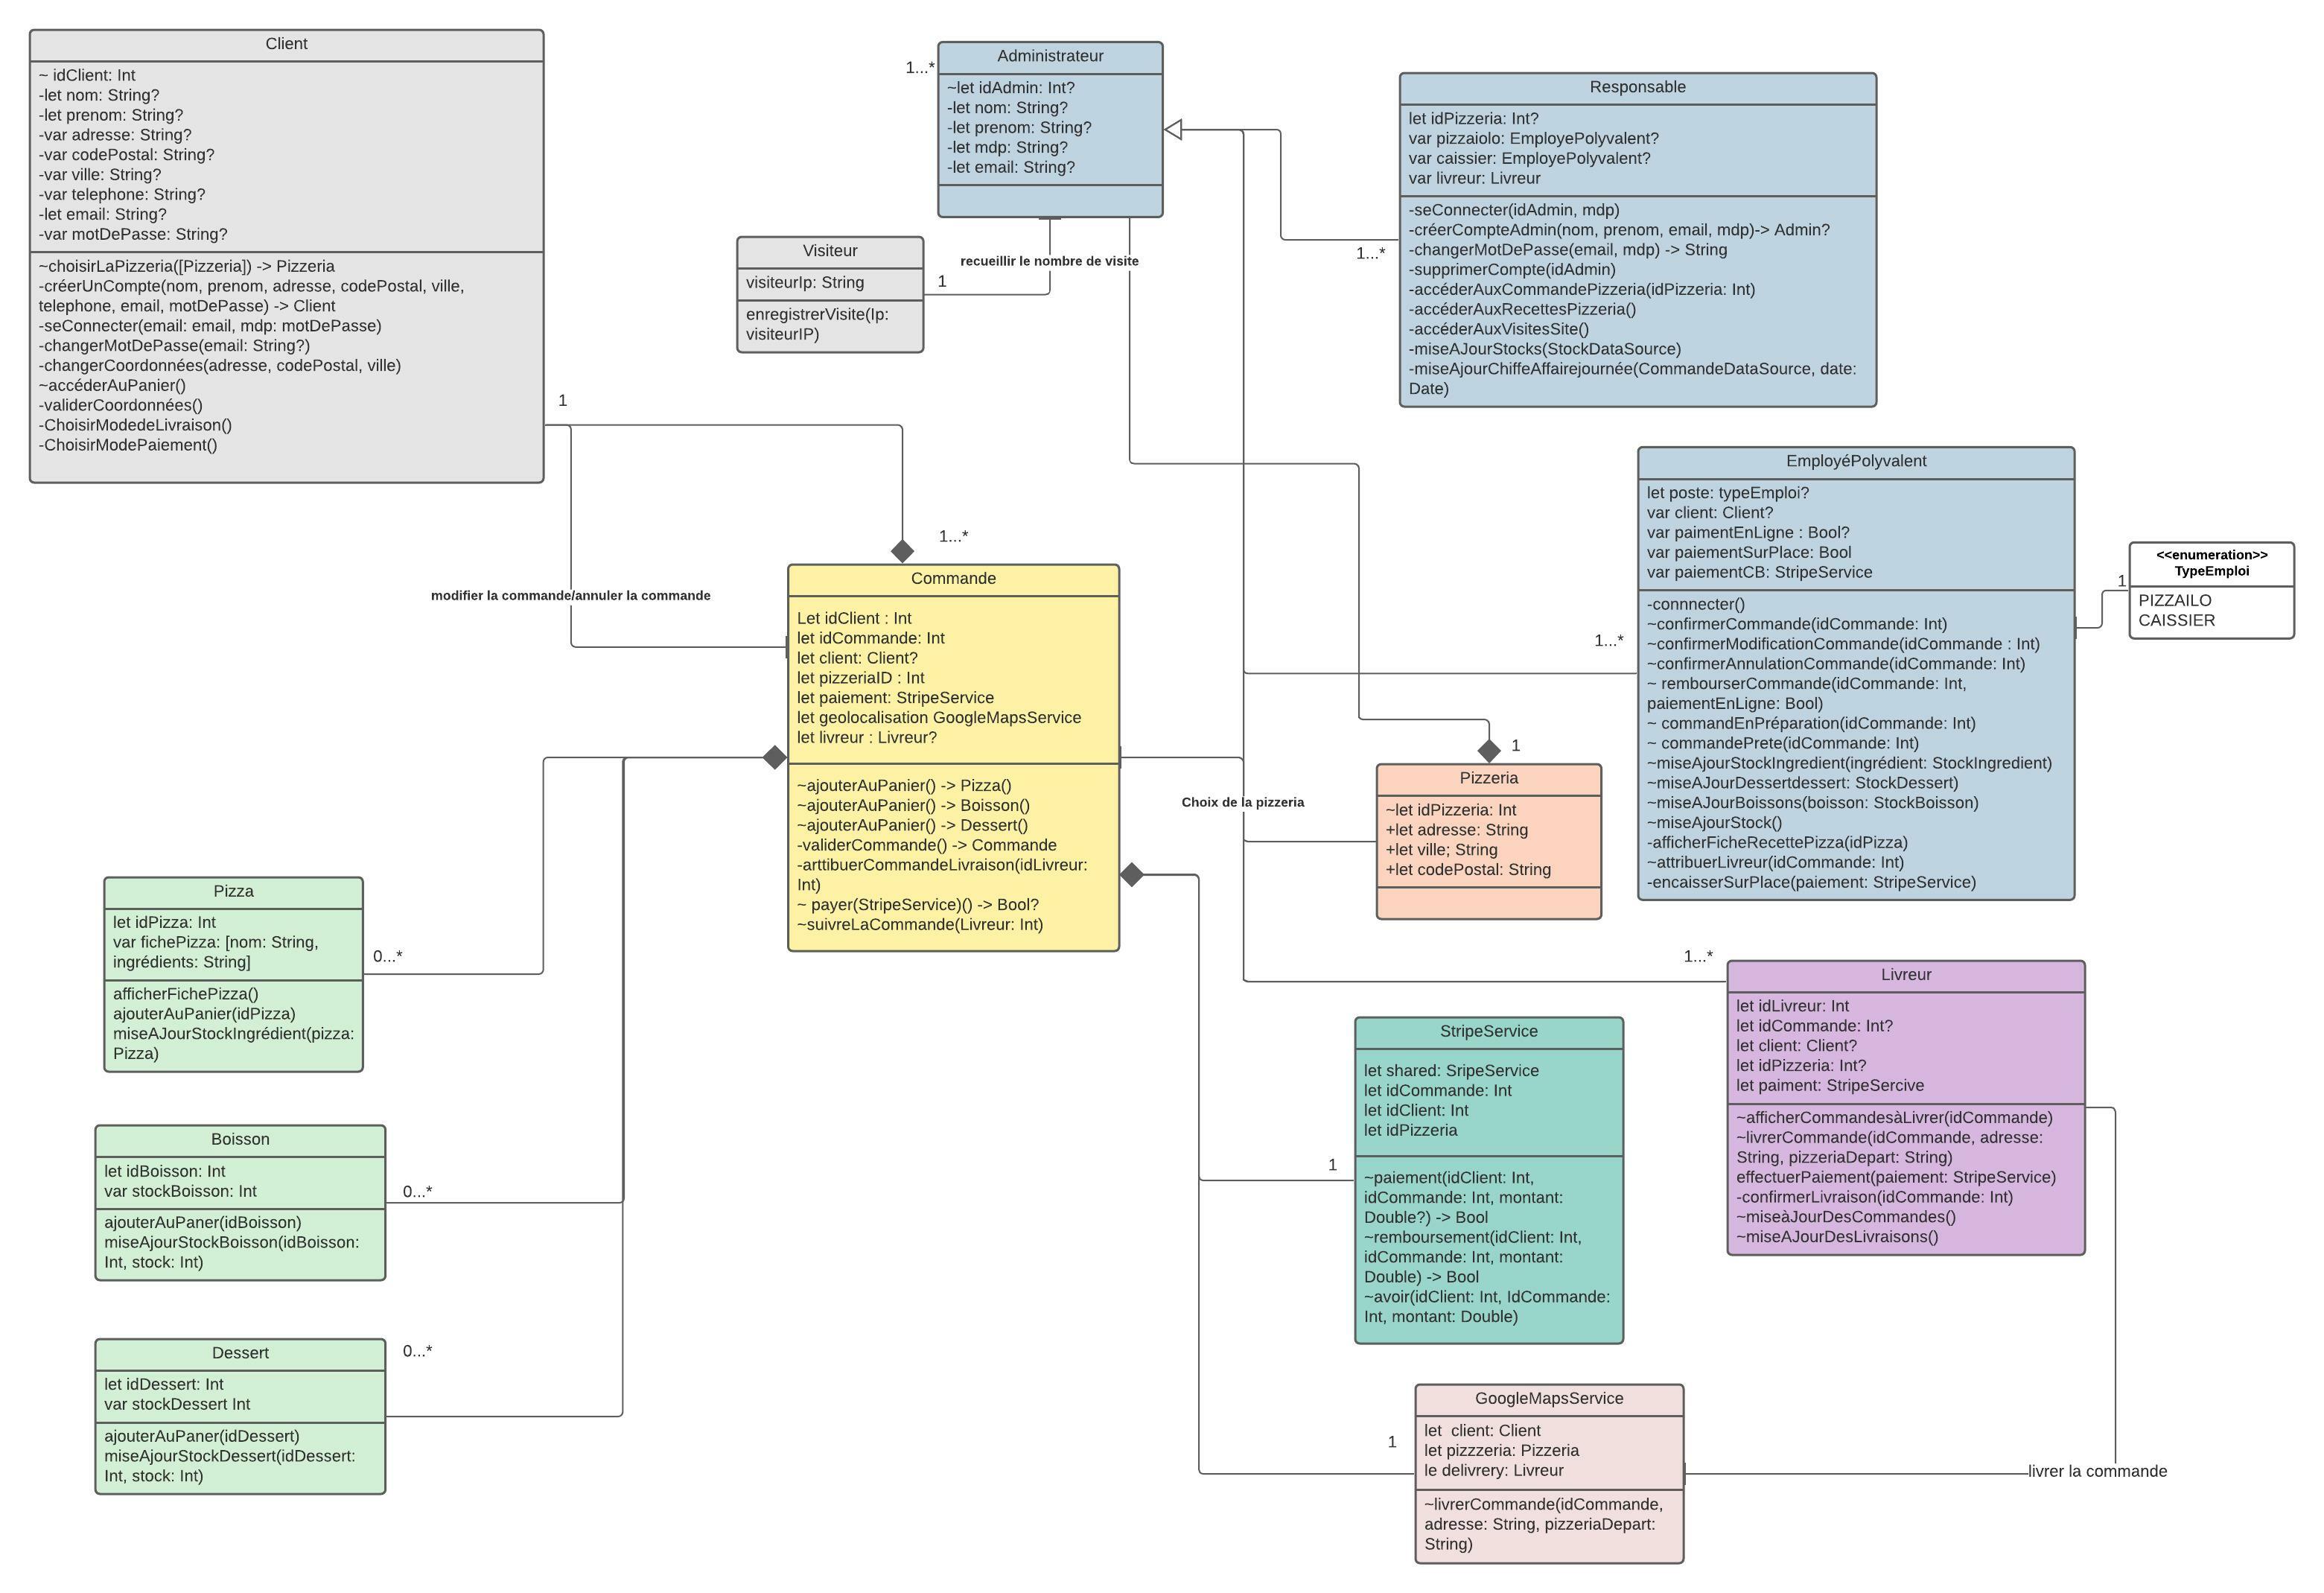 Client
~ idClient: Int
-let nom: String?
-let prenom: String?
-var adresse: String?
-var codePostal: String?
-var ville: String?
-var telephone: String?
-let email: String?
-var motDePasse: String?
~choisirLaPizzeria([Pizzeria]) -> Pizzeria
-créerUnCompte(nom, prenom, adresse, codePostal, ville,
telephone, email, motDePasse) -> Client
-seConnecter(email: email, mdp: motDePasse)
-changerMotDePasse(email: String?)
-changerCoordonnées(adresse, codePostal, ville)
~accéderAuPanier()
-validerCoordonnées()
-ChoisirModedeLivraison()
-ChoisirModePaiement()
1
1...*
Administrateur
~let idAdmin: Int?
-let nom: String?
-let prenom: String?
-let mdp: String?
-let email: String?
Visiteur
visiteurIp: String
enregistrerVisite(Ip:
visiteurIP)
1
recueillir le nombre de visite
Responsable
let idPizzeria: Int?
var pizzaiolo: EmployePolyvalent?
var caissier: EmployePolyvalent?
var livreur: Livreur
-seConnecter(idAdmin, mdp)
-créerCompteAdmin(nom, prenom, email, mdp)-> Admin?
-changerMotDePasse(email, mdp) -> String
-supprimerCompte(idAdmin)
-accéderAuxCommandePizzeria(idPizzeria: Int)
-accéderAuxRecettesPizzeria()
-accéderAuxVisitesSite()
-miseAJourStocks(StockDataSource)
-miseAjourChiffeAffairejournée(CommandeDataSource, date:
Date)
1...*
EmployéPolyvalent
let poste: typeEmploi?
var client: Client?
var paimentEnLigne : Bool?
var paiementSurPlace: Bool
var paiementCB: StripeService
-connnecter()
~confirmerCommande(idCommande: Int)
~confirmerModificationCommande(idCommande : Int)
~confirmerAnnulationCommande(idCommande: Int)
~ rembourserCommande(idCommande: Int,
paiementEnLigne: Bool)
~ commandEnPréparation(idCommande: Int)
~ commandePrete(idCommande: Int)
~miseAjourStockIngredient(ingrédient: StockIngredient)
~miseAJourDessertdessert: StockDessert)
~miseAJourBoissons(boisson: StockBoisson)
~miseAjourStock()
-afficherFicheRecettePizza(idPizza)
~attribuerLivreur(idCommande: Int)
-encaisserSurPlace(paiement: StripeService)
1...*
<<enumeration>>
TypeEmploi
PIZZAILO
CAISSIER
1
1...*
modifier la commande/annuler la commande
Commande
Let idClient : Int
let idCommande: Int
let client: Client?
let pizzeriaID : Int
let paiement: StripeService
let geolocalisation GoogleMapsService
let livreur : Livreur?
~ajouterAuPanier() -> Pizza()
~ajouterAuPanier() -> Boisson()
~ajouterAuPanier() -> Dessert()
-validerCommande() -> Commande
-arttibuerCommandeLivraison(idLivreur:
Int)
~ payer(StripeService)() -> Bool?
~suivreLaCommande(Livreur: Int)
Choix de la pizzeria
1
Pizzeria
~let idPizzeria: Int
+let adresse: String
+let ville; String
+let codePostal: String
Pizza
let idPizza: Int
var fichePizza: [nom: String,
ingrédients: String]
afficherFichePizza()
ajouterAuPanier(idPizza)
miseAJourStockIngrédient(pizza:
Pizza)
0...*
Boisson
let idBoisson: Int
var stockBoisson: Int
ajouterAuPaner(idBoisson)
miseAjourStockBoisson(idBoisson:
Int, stock: Int)
0...*
Dessert
let idDessert: Int
var stockDessert Int
ajouterAuPaner(idDessert)
miseAjourStockDessert(idDessert:
Int, stock: Int)
0...*
StripeService
let shared: SripeService
let idCommande: Int
let idClient: Int
let idPizzeria
~paiement(idClient: Int,
idCommande: Int, montant:
Double?) -> Bool
~remboursement(idClient: Int,
idCommande: Int, montant:
Double) -> Bool
~avoir(idClient: Int, IdCommande:
Int, montant: Double)
1
1...*
Livreur
let idLivreur: Int
let idCommande: Int?
let client: Client?
let idPizzeria: Int?
let paiment: StripeSercive
~afficherCommandesàLivrer(idCommande)
~livrerCommande(idCommande, adresse:
String, pizzeriaDepart: String)
effectuerPaiement(paiement: StripeService)
-confirmerLivraison(idCommande: Int)
~miseàJourDesCommandes()
~miseAJourDesLivraisons()
GoogleMapsService
let  client: Client
let pizzzeria: Pizzeria
le delivrery: Livreur
~livrerCommande(idCommande,
adresse: String, pizzeriaDepart:
String)
1
livrer la commande